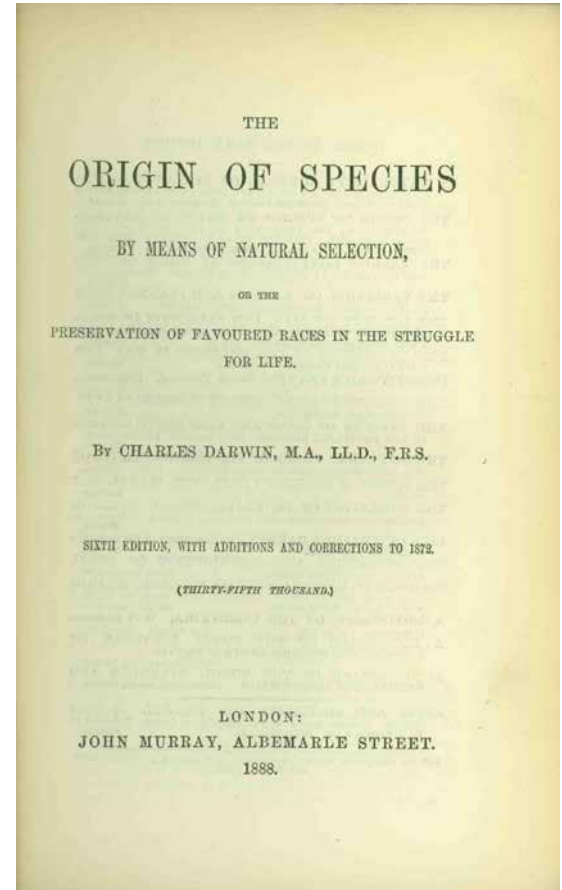 THE
ORIGIN OF SPECIES
BY MEANS OF NATURAL SELECTION,
OR THE
PRESERVATION OF FAVOURED RACES IN THE STRUGGLE
FOR LIFE.
BY CHARLES DARWIN, M.A., LL.D., F.R.S.
SIXTH EDITION, WITH ADDITIONS AND CORRECTIONS TO 1872.
(THIRTY-FIFTH THOUSAND.)
LONDON:
JOHN MURRAY, ALBEMARLE STREET.
1888.